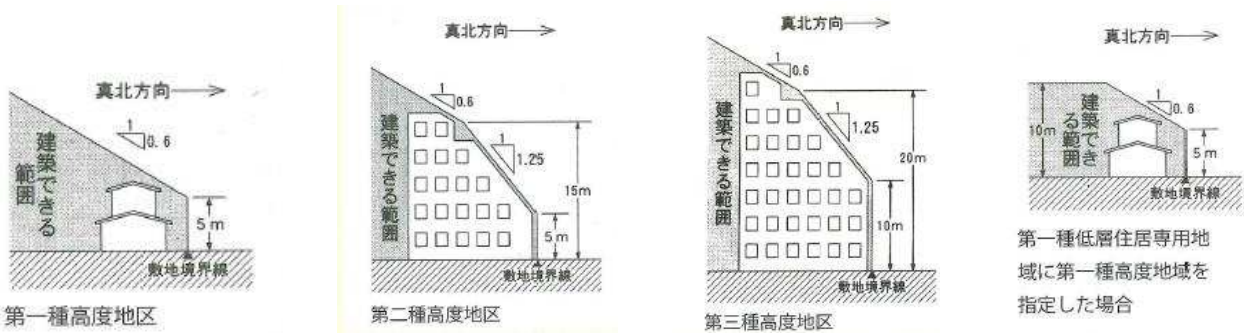 真北方向
1
0.6
建築できる
範囲
5m
敷地境界線
第一種高度地区
真北方向
1
0.6
1
1.25
建築できる範囲
15m
5m
敷地境界線
第二種高度地区
真北方向
1
0.6
1
1.25
建築できる範囲
20m
10m
敷地境界線
第三種高度地区
真北方向
1
0.6
10m
建築でき
る範囲
5m
敷地境界線
第一種低層住居専用地
域に第一種高度地域を
指定した場合